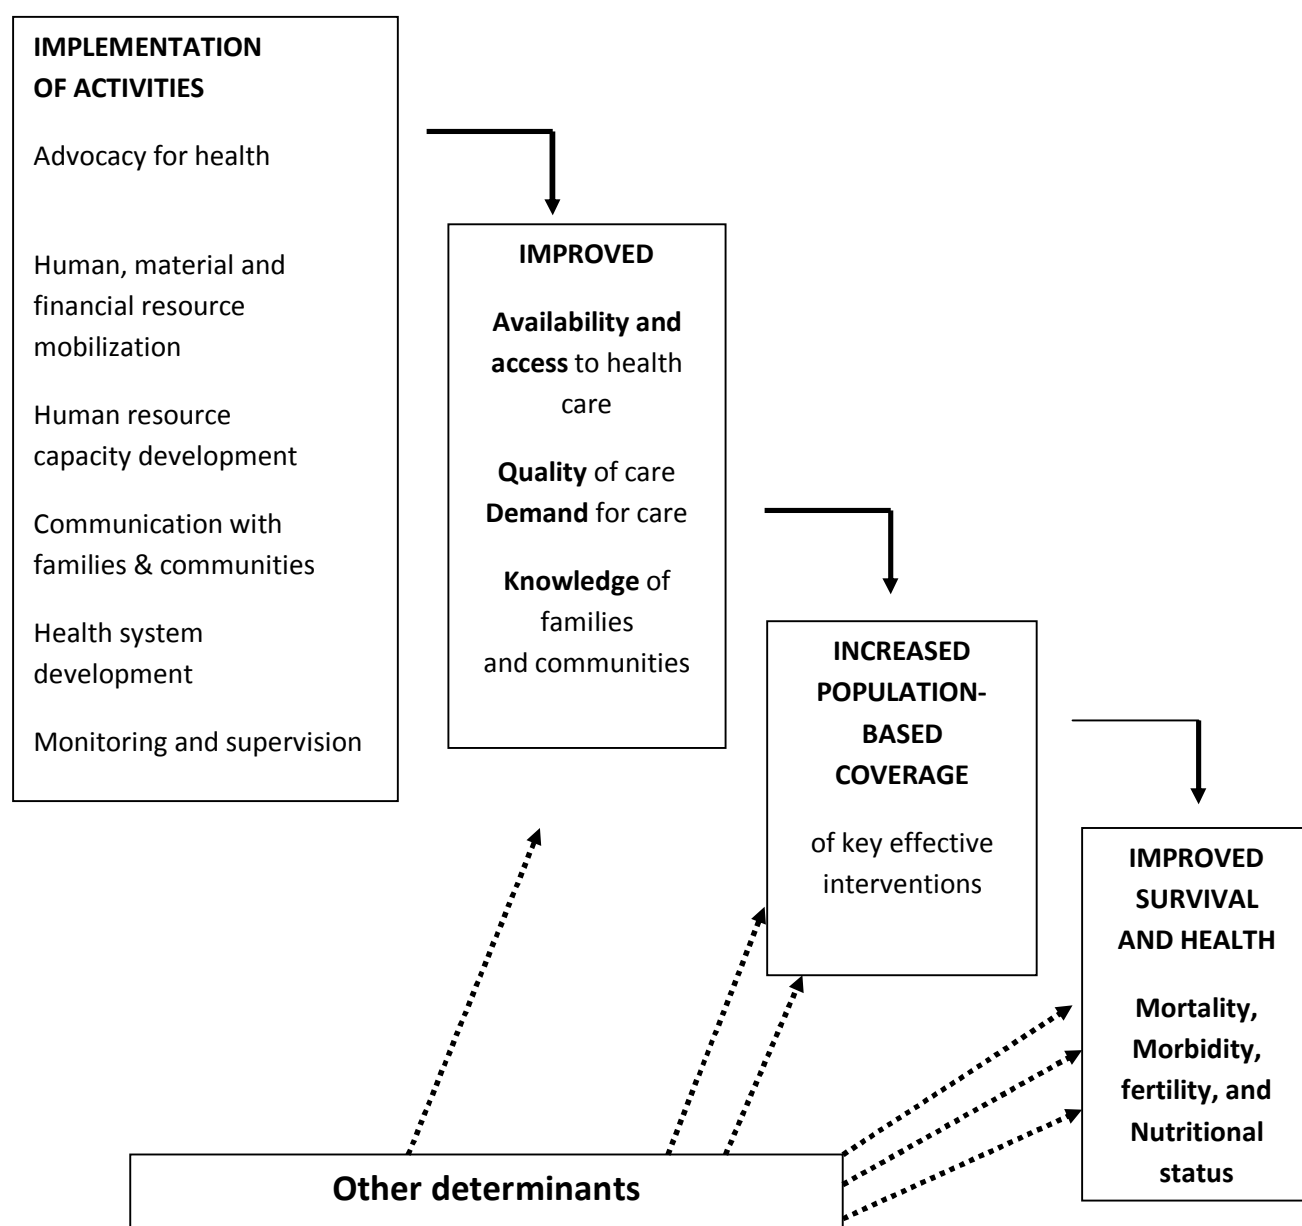 IMPLEMENTATION
OF ACTIVITIES
Advocacy for health
Human, material and
financial resource
mobilization
Human resource
capacity development
Communication with
families & communities
Health system
development
Monitoring and supervision
IMPROVED
Availability and
access to health
care
Quality of care
Demand for care
Knowledge of
families
and communities
INCREASED
POPULATION-
BASED
COVERAGE
of key effective
interventions
IMPROVED
SURVIVAL
AND HEALTH
Mortality,
Morbidity,
fertility, and
Nutritional
status
Other determinants